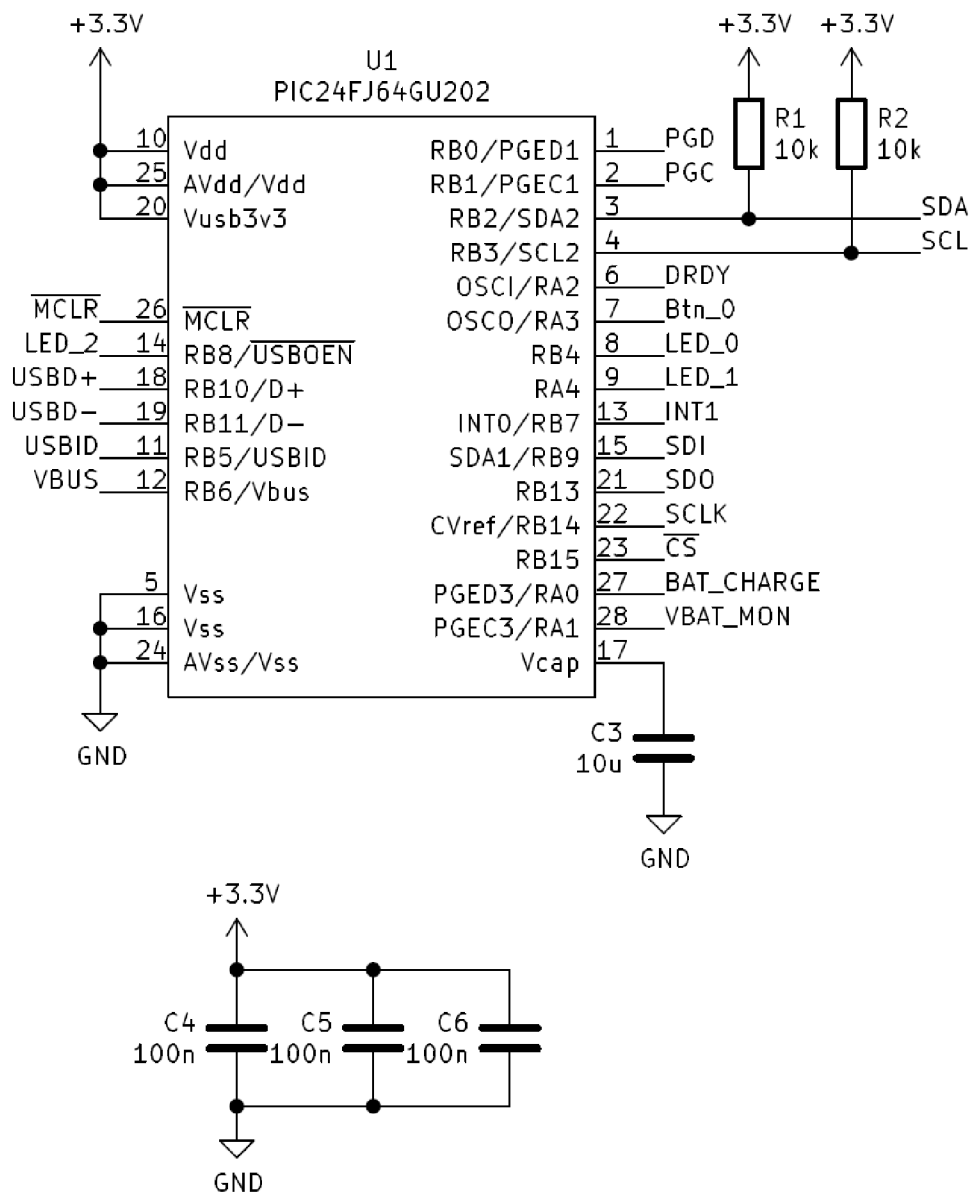 +3.3V
+3.3V
+3.3V
U1
PIC24FJ64GU202
R1
10k
R2
10k
10 Vdd
25 AVdd/Vdd
20 Vusb3v3
MCLR 26 MCLR
LED_2 14 RB8/USBOEN
USBD+ 18 RB10/D+
USBD- 19 RB11/D-
USBID 11 RB5/USBID
VBUS 12 RB6/Vbus
5 Vss
16 Vss
24 AVss/Vss
GND
RB0/PGED1 1 PGD
RB1/PGEC1 2 PGC
RB2/SDA2 3 SDA
RB3/SCL2 4 SCL
OSCI/RA2 6 DRDY
OSCO/RA3 7 Btn_0
RB4 8 LED_0
RA4 9 LED_1
INT0/RB7 13 INT1
SDA1/RB9 15 SDI
RB13 21 SDO
CVref/RB14 22 SCLK
RB15 23 CS
PGED3/RA0 27 BAT_CHARGE
PGEC3/RA1 28 VBAT_MON
Vcap 17
C3
10u
GND
+3.3V
C4
100n
C5
100n
C6
100n
GND